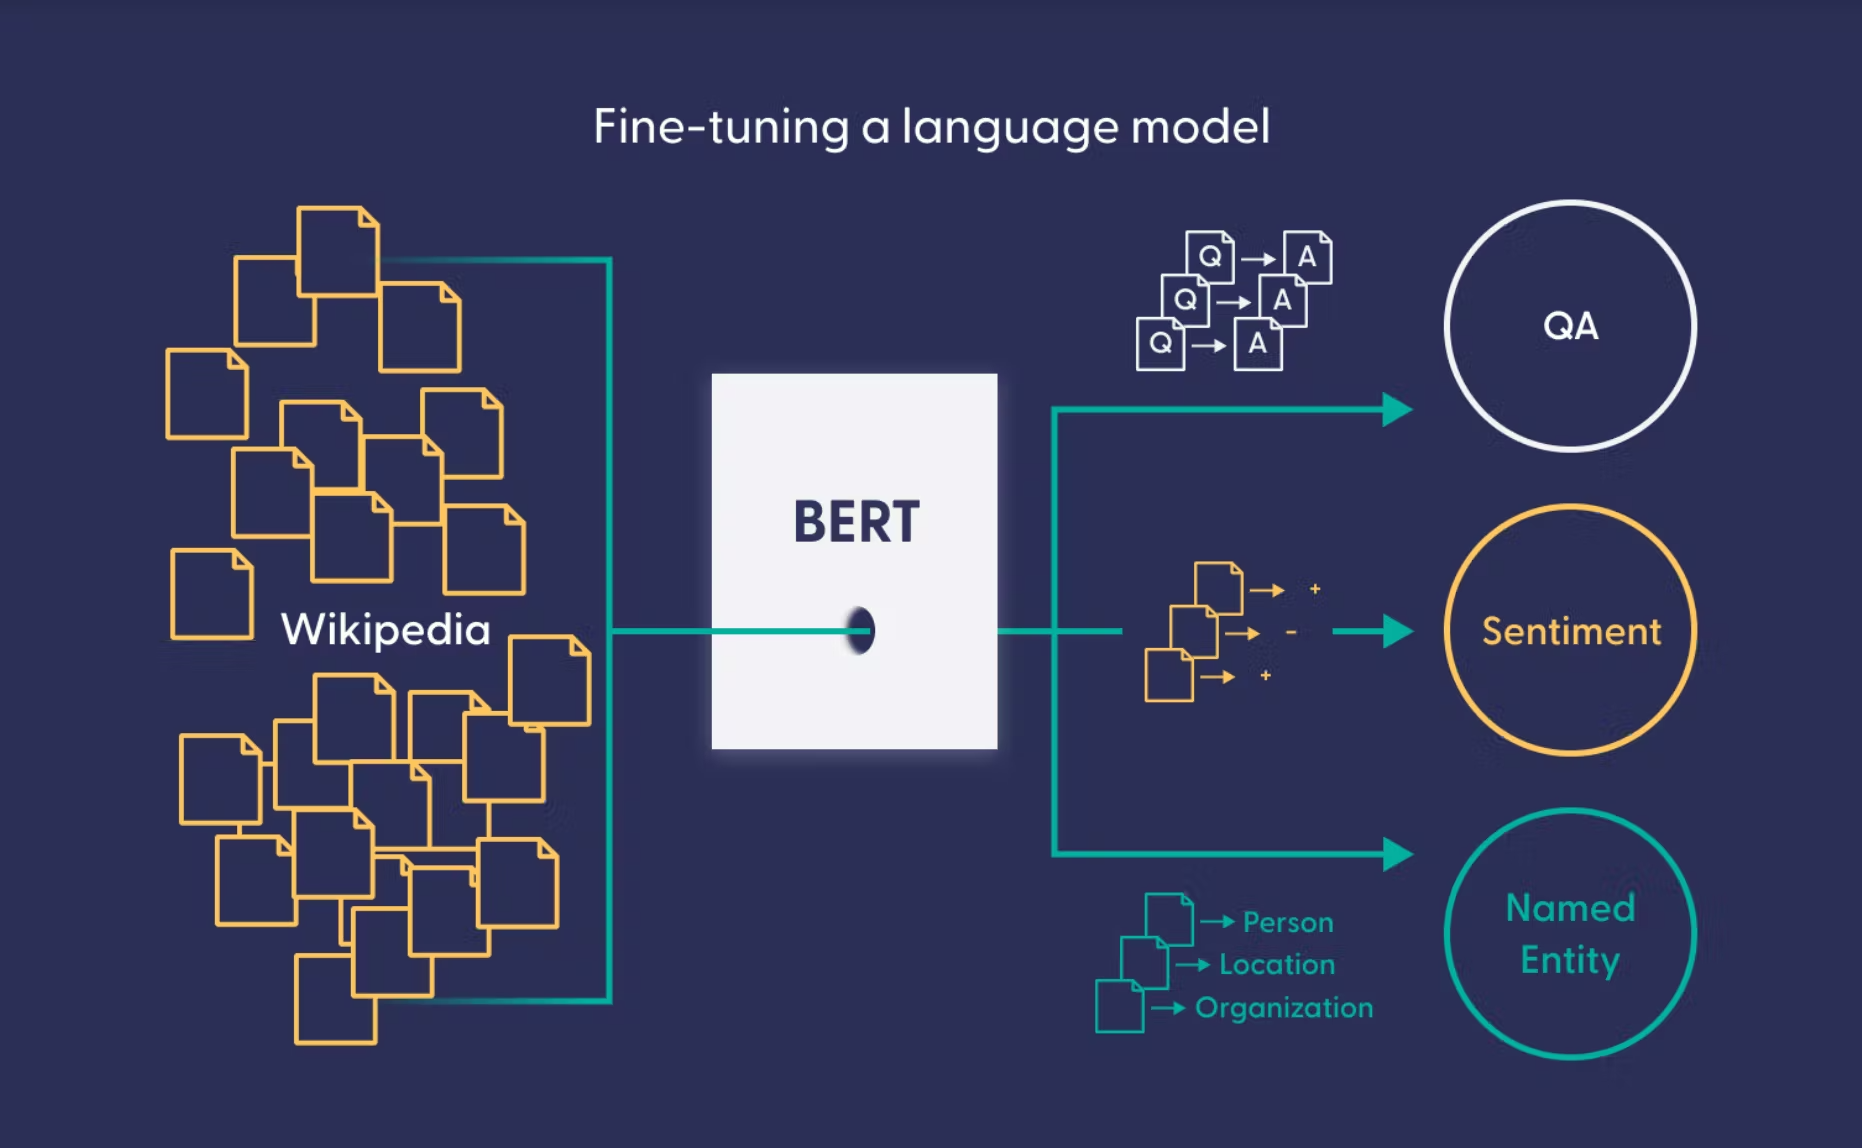 Fine-tuning a language model
Wikipedia
BERT
Q A
Q A
Q A
QA
+
-
+
Sentiment
Person
Location
Organization
Named
Entity